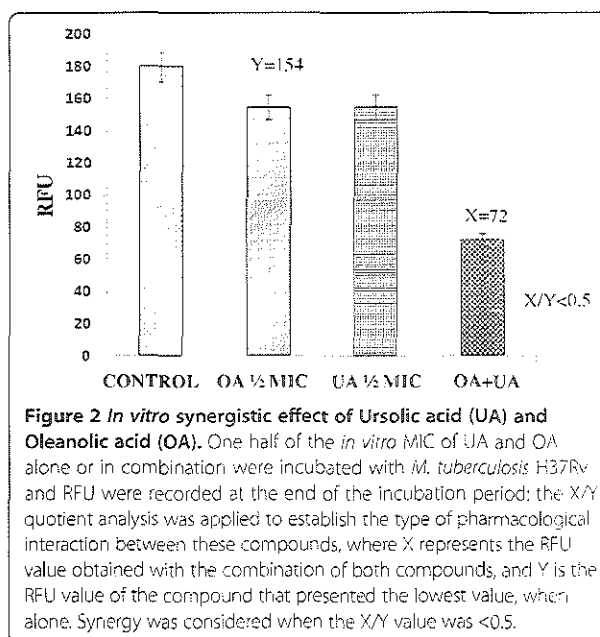 200
180
160
140
120
100
80
60
40
20
0
RFU
Y=154
X=72
X/Y<0.5
CONTROL OA ½ MIC UA ½ MIC OA+UA
Figure 2 In vitro synergistic effect of Ursolic acid (UA) and
Oleanolic acid (OA). One half of the in vitro MIC of UA and OA
alone or in combination were incubated with M. tuberculosis H37Rv
and RFU were recorded at the end of the incubation period; the X/Y
quotient analysis was applied to establish the type of pharmacological
interaction between these compounds, where X represents the RFU
value obtained with the combination of both compounds, and Y is the
RFU value of the compound that presented the lowest value, when
alone. Synergy was considered when the X/Y value was <0.5.